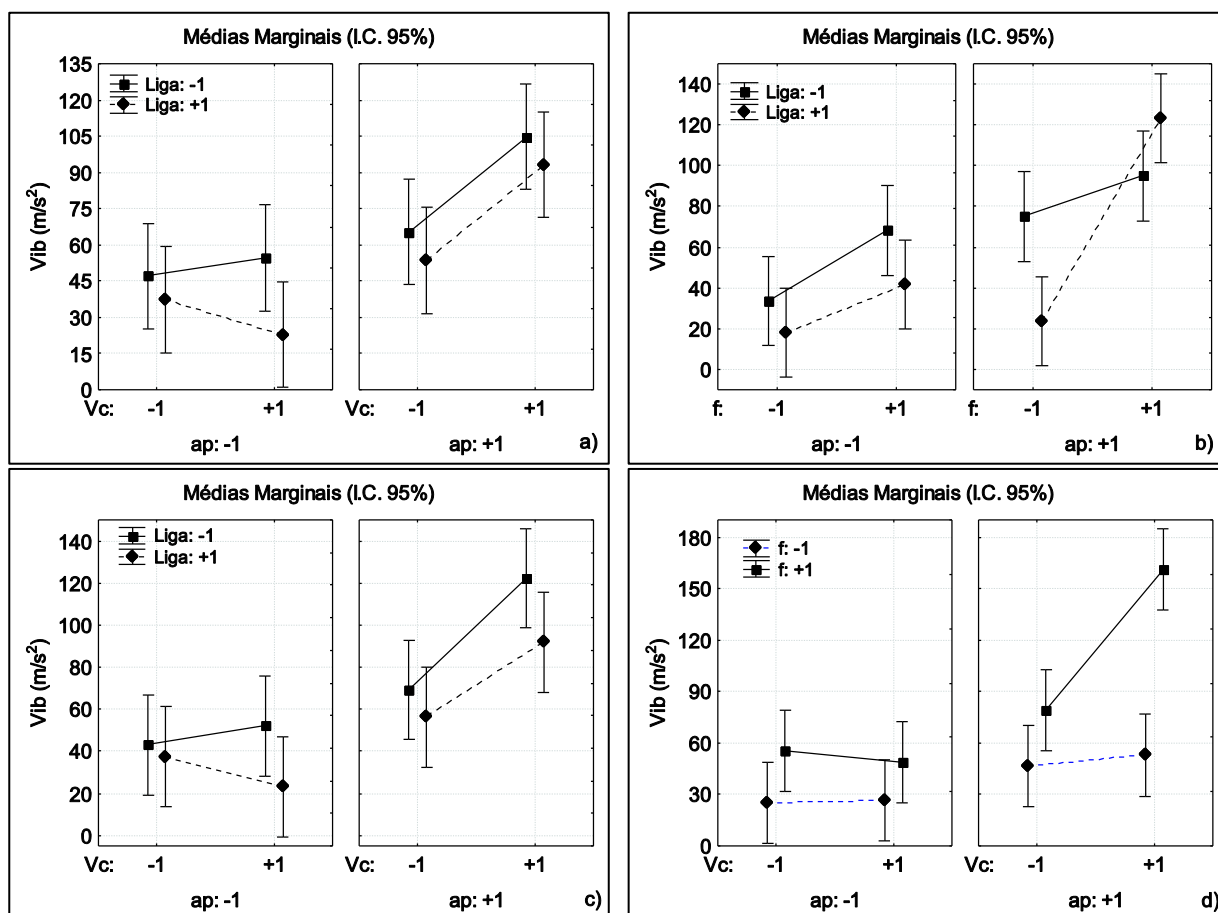 Médias Marginais (I.C. 95%)
Liga: -1
Liga: +1
Vib (m/s²)
135
120
105
90
75
60
45
30
15
0
Vc: -1 +1 Vc: -1 +1
ap: -1 ap: +1 a)
Médias Marginais (I.C. 95%)
Liga: -1
Liga: +1
Vib (m/s²)
140
120
100
80
60
40
20
0
f: -1 +1 f: -1 +1
ap: -1 ap: +1 b)
Médias Marginais (I.C. 95%)
Liga: -1
Liga: +1
Vib (m/s²)
140
120
100
80
60
40
20
0
Vc: -1 +1 Vc: -1 +1
ap: -1 ap: +1 c)
Médias Marginais (I.C. 95%)
f: -1
f: +1
Vib (m/s²)
180
150
120
90
60
30
0
Vc: -1 +1 Vc: -1 +1
ap: -1 ap: +1 d)